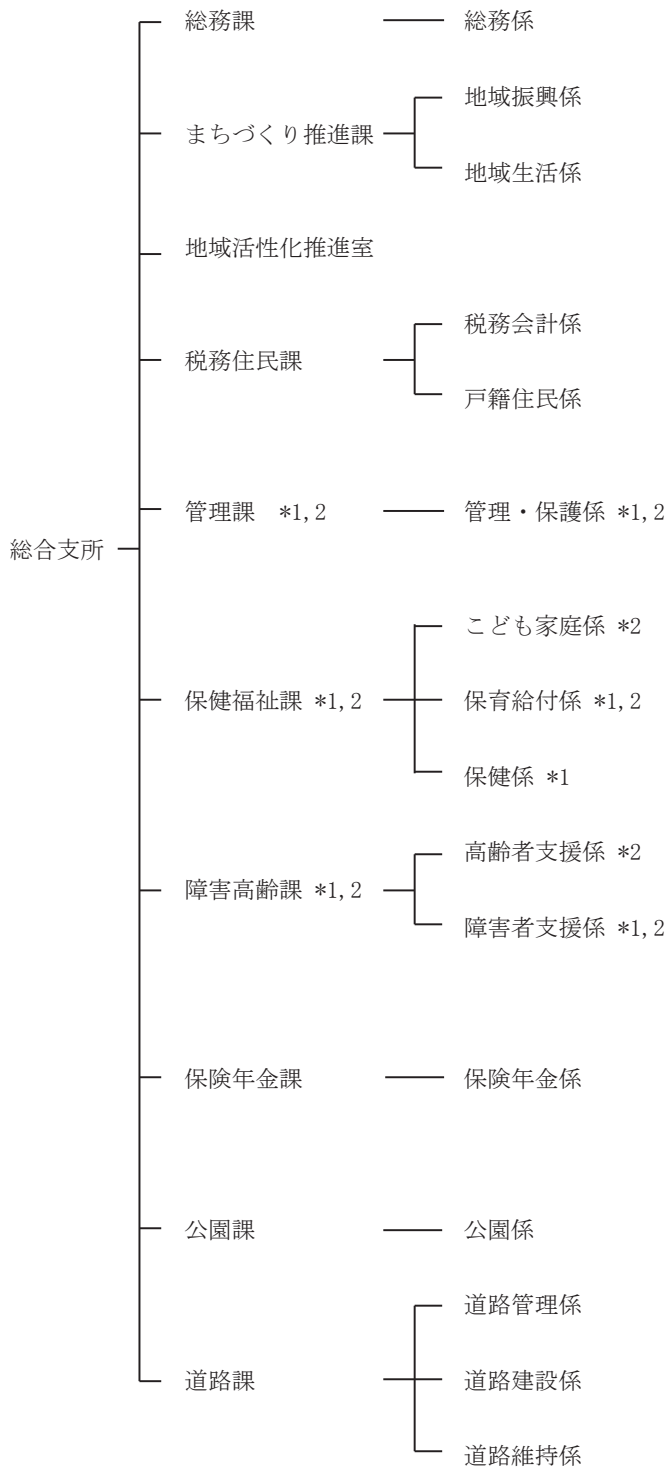 総務課 総務係
地域振興係
まちづくり推進課
地域生活係
地域活性化推進室
税務会計係
税務住民課
戸籍住民係
管理課 *1,2 管理・保護係 *1,2
総合支所
こども家庭係 *2
保健福祉課 *1,2 保育給付係 *1,2
保健係 *1
高齢者支援係 *2
障害高齢課 *1,2
障害者支援係 *1,2
保険年金課 保険年金係
公園課 公園係
道路管理係
道路課 道路建設係
道路維持係